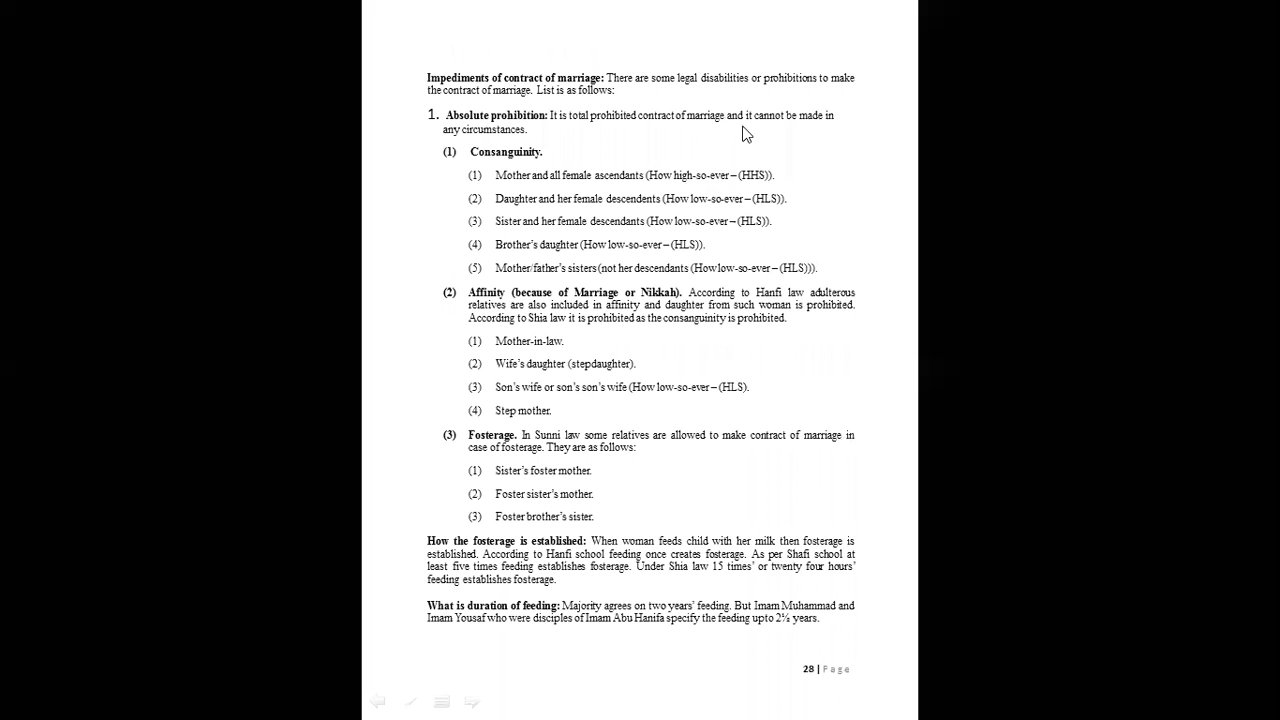 Impediments of contract of marriage: There are some legal disabilities or prohibitions to make
the contract of marriage. List is as follows:
1. Absolute prohibition: It is total prohibited contract of marriage and it cannot be made in
any circumstances.
(1) Consanguinity.
(1) Mother and all female ascendants (How high-so-ever – (HHS)).
(2) Daughter and her female descendents (How low-so-ever – (HLS)).
(3) Sister and her female descendants (How low-so-ever – (HLS)).
(4) Brother's daughter (How low-so-ever – (HLS)).
(5) Mother/father's sisters (not her descendants (How low-so-ever – (HLS))).
(2) Affinity (because of Marriage or Nikkah). According to Hanfi law adulterous
relatives are also included in affinity and daughter from such woman is prohibited.
According to Shia law it is prohibited as the consanguinity is prohibited.
(1) Mother-in-law.
(2) Wife's daughter (stepdaughter).
(3) Son's wife or son's son's wife (How low-so-ever – (HLS).
(4) Step mother.
(3) Fosterage. In Sunni law some relatives are allowed to make contract of marriage in
case of fosterage. They are as follows:
(1) Sister's foster mother.
(2) Foster sister's mother.
(3) Foster brother's sister.
How the fosterage is established: When woman feeds child with her milk then fosterage is
established. According to Hanfi school feeding once creates fosterage. As per Shafi school at
least five times feeding establishes fosterage. Under Shia law 15 times' or twenty four hours'
feeding establishes fosterage.
What is duration of feeding: Majority agrees on two years' feeding. But Imam Muhammad and
Imam Yousaf who were disciples of Imam Abu Hanifa specify the feeding upto 2½ years.
28 | Page